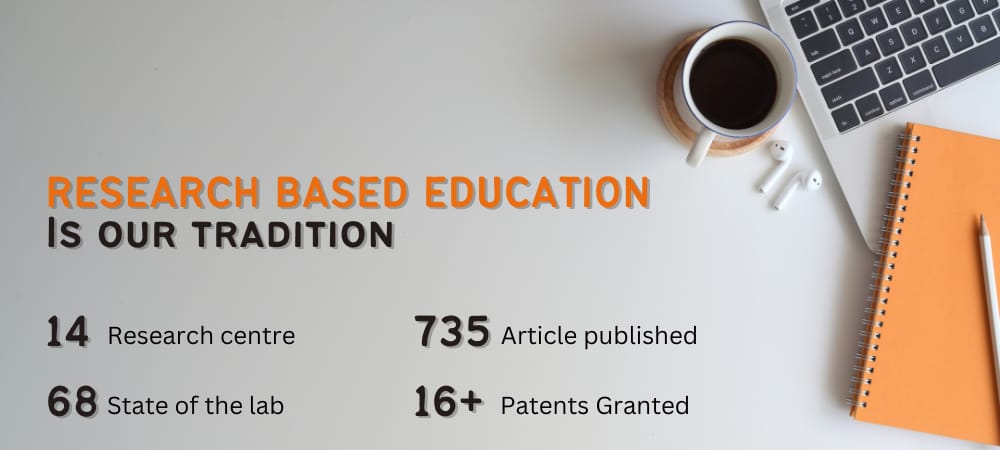 RESEARCH BASED EDUCATION
IS OUR TRADITION
14 Research centre
735 Article published
68 State of the lab
16+ Patents Granted